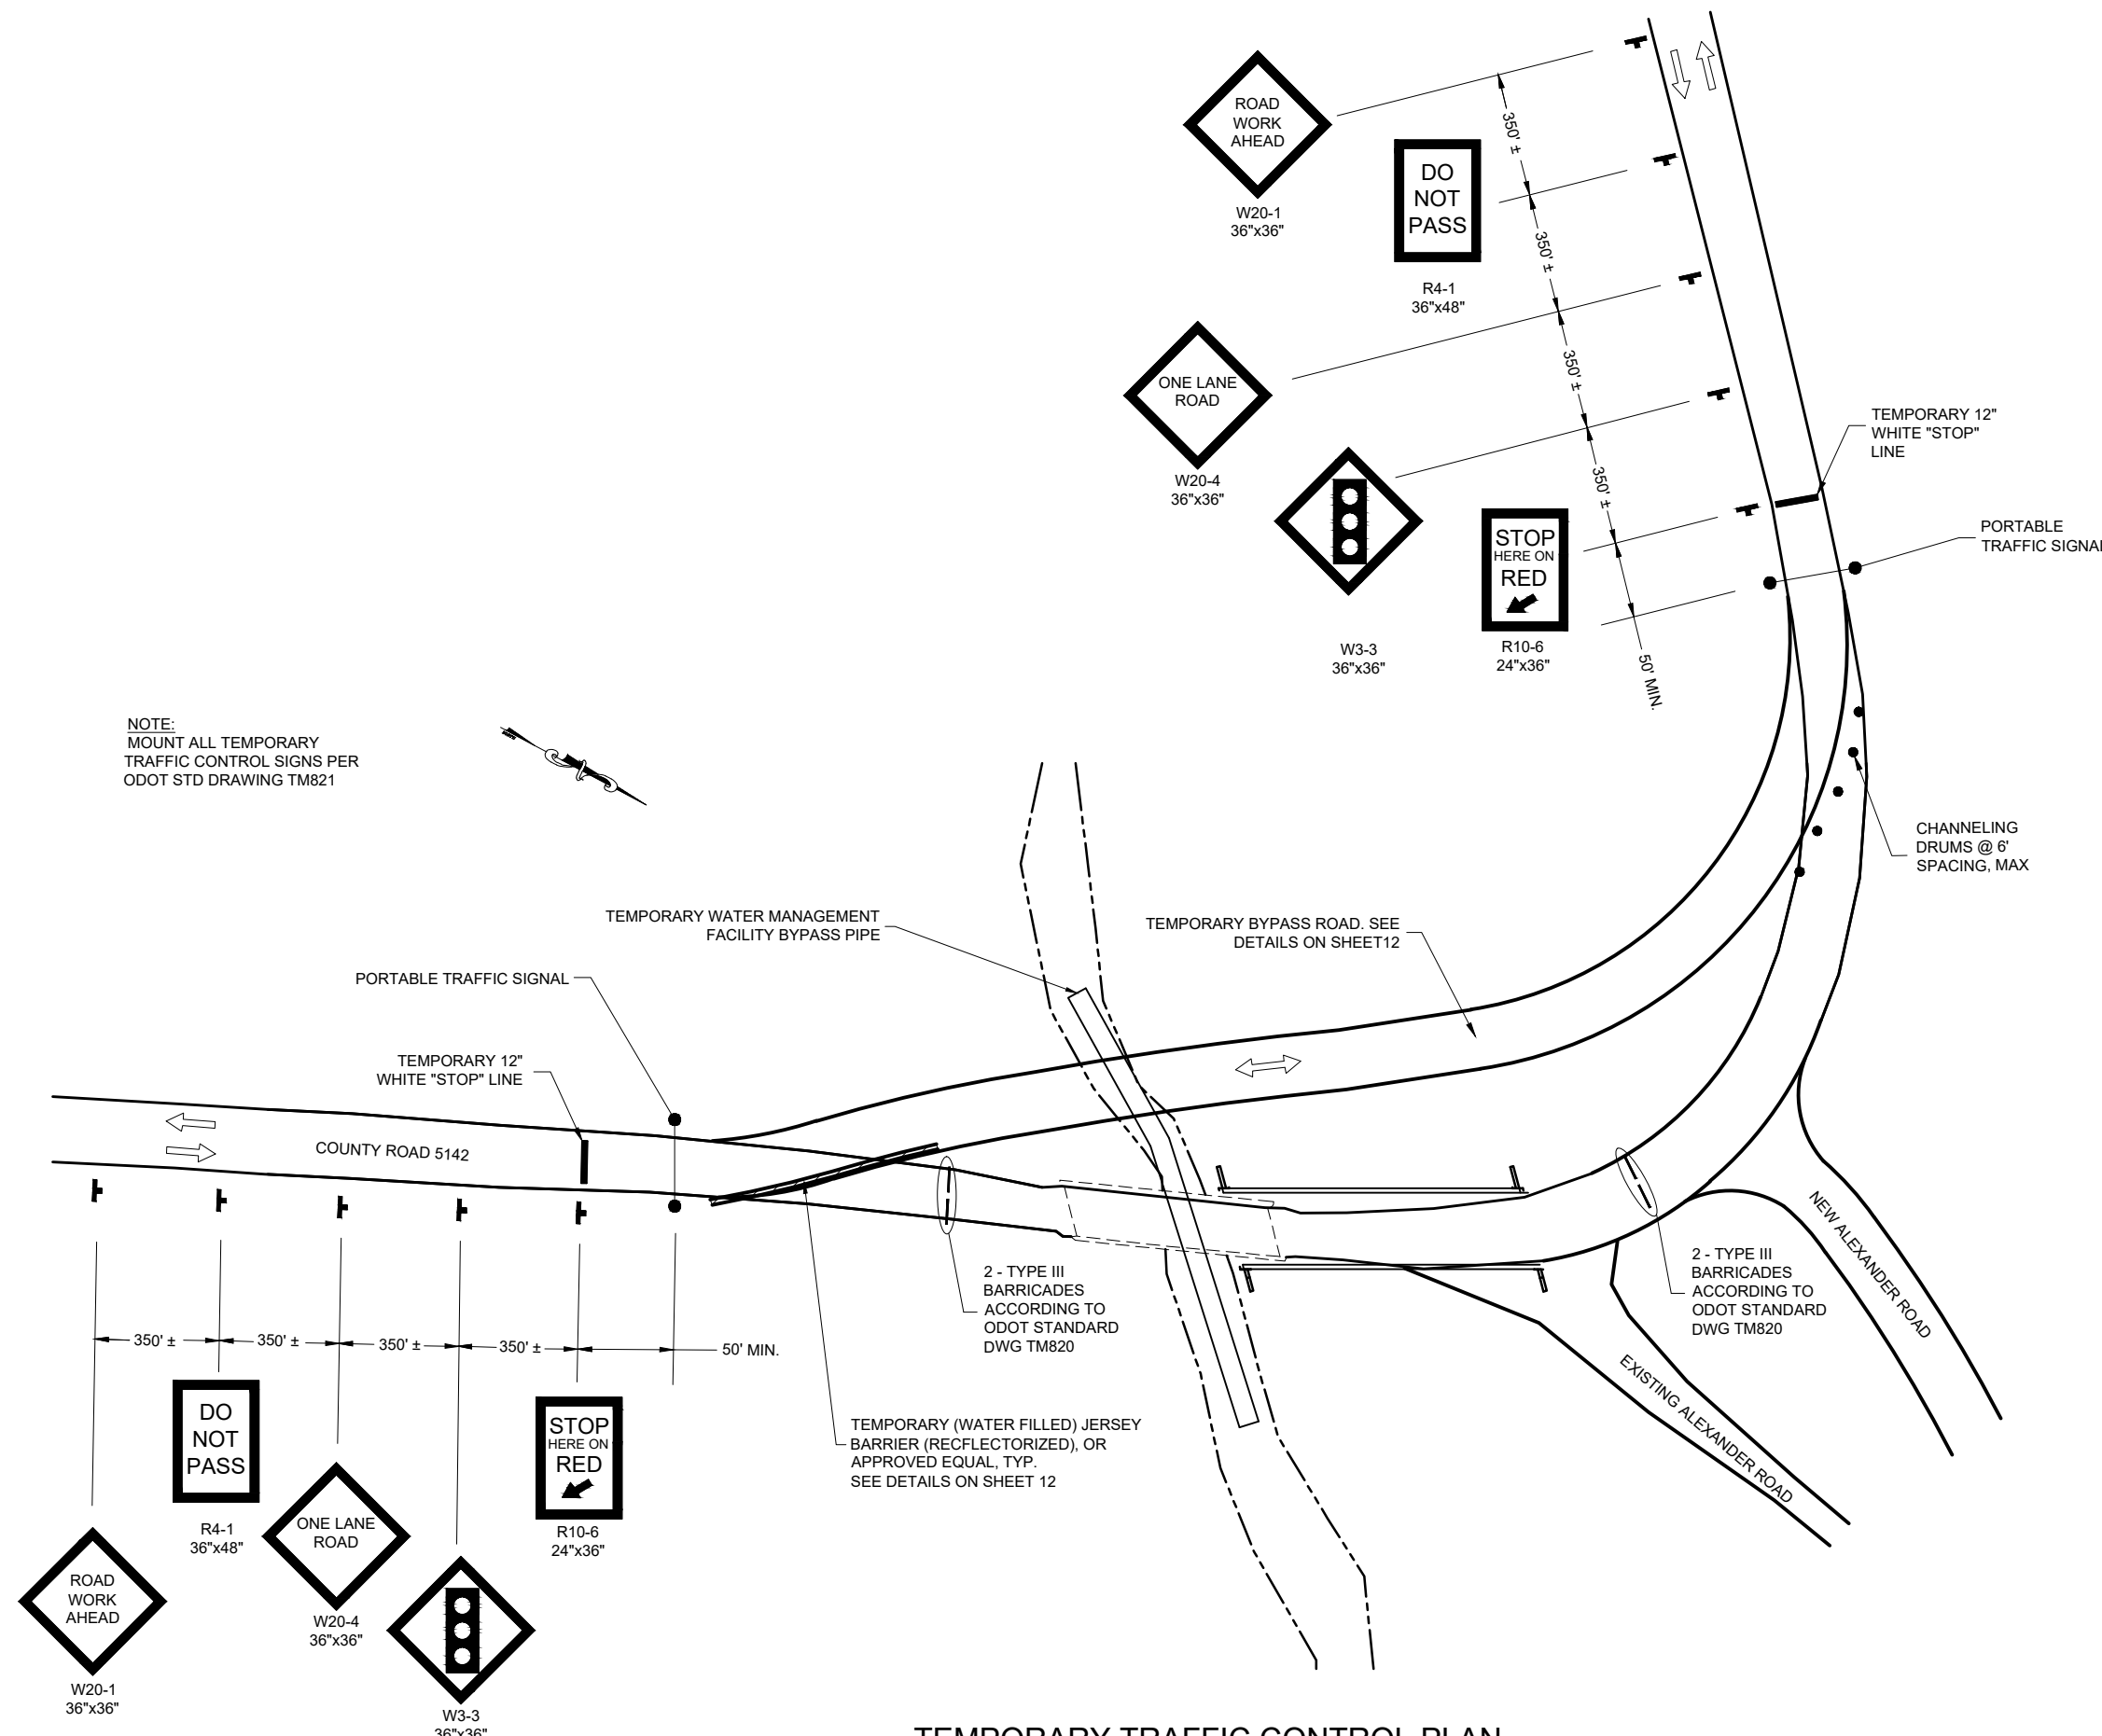 ROAD
WORK
AHEAD
W20-1
36"x36"
350' ±
DO
NOT
PASS
R4-1
36"x48"
350' ±
ONE LANE
ROAD
W20-4
36"x36"
350' ±
W3-3
36"x36"
350' ±
STOP
HERE ON
RED
R10-6
24"x36"
50' MIN.
TEMPORARY 12"
WHITE "STOP"
LINE
PORTABLE
TRAFFIC SIGNAL
NOTE:
MOUNT ALL TEMPORARY
TRAFFIC CONTROL SIGNS PER
ODOT STD DRAWING TM821
CHANNELING
DRUMS @ 6'
SPACING, MAX
TEMPORARY WATER MANAGEMENT
FACILITY BYPASS PIPE
TEMPORARY BYPASS ROAD. SEE
DETAILS ON SHEET12
PORTABLE TRAFFIC SIGNAL
TEMPORARY 12"
WHITE "STOP" LINE
COUNTY ROAD 5142
NEW ALEXANDER ROAD
EXISTING ALEXANDER ROAD
2 - TYPE III
BARRICADES
ACCORDING TO
ODOT STANDARD
DWG TM820
2 - TYPE III
BARRICADES
ACCORDING TO
ODOT STANDARD
DWG TM820
350' ±
350' ±
350' ±
350' ±
50' MIN.
TEMPORARY (WATER FILLED) JERSEY
BARRIER (RECFLECTORIZED), OR
APPROVED EQUAL, TYP.
SEE DETAILS ON SHEET 12
DO
NOT
PASS
R4-1
36"x48"
STOP
HERE ON
RED
R10-6
24"x36"
ONE LANE
ROAD
W20-4
36"x36"
ROAD
WORK
AHEAD
W20-1
36"x36"
W3-3
36"x36"
TEMPORARY TRAFFIC CONTROL PLAN